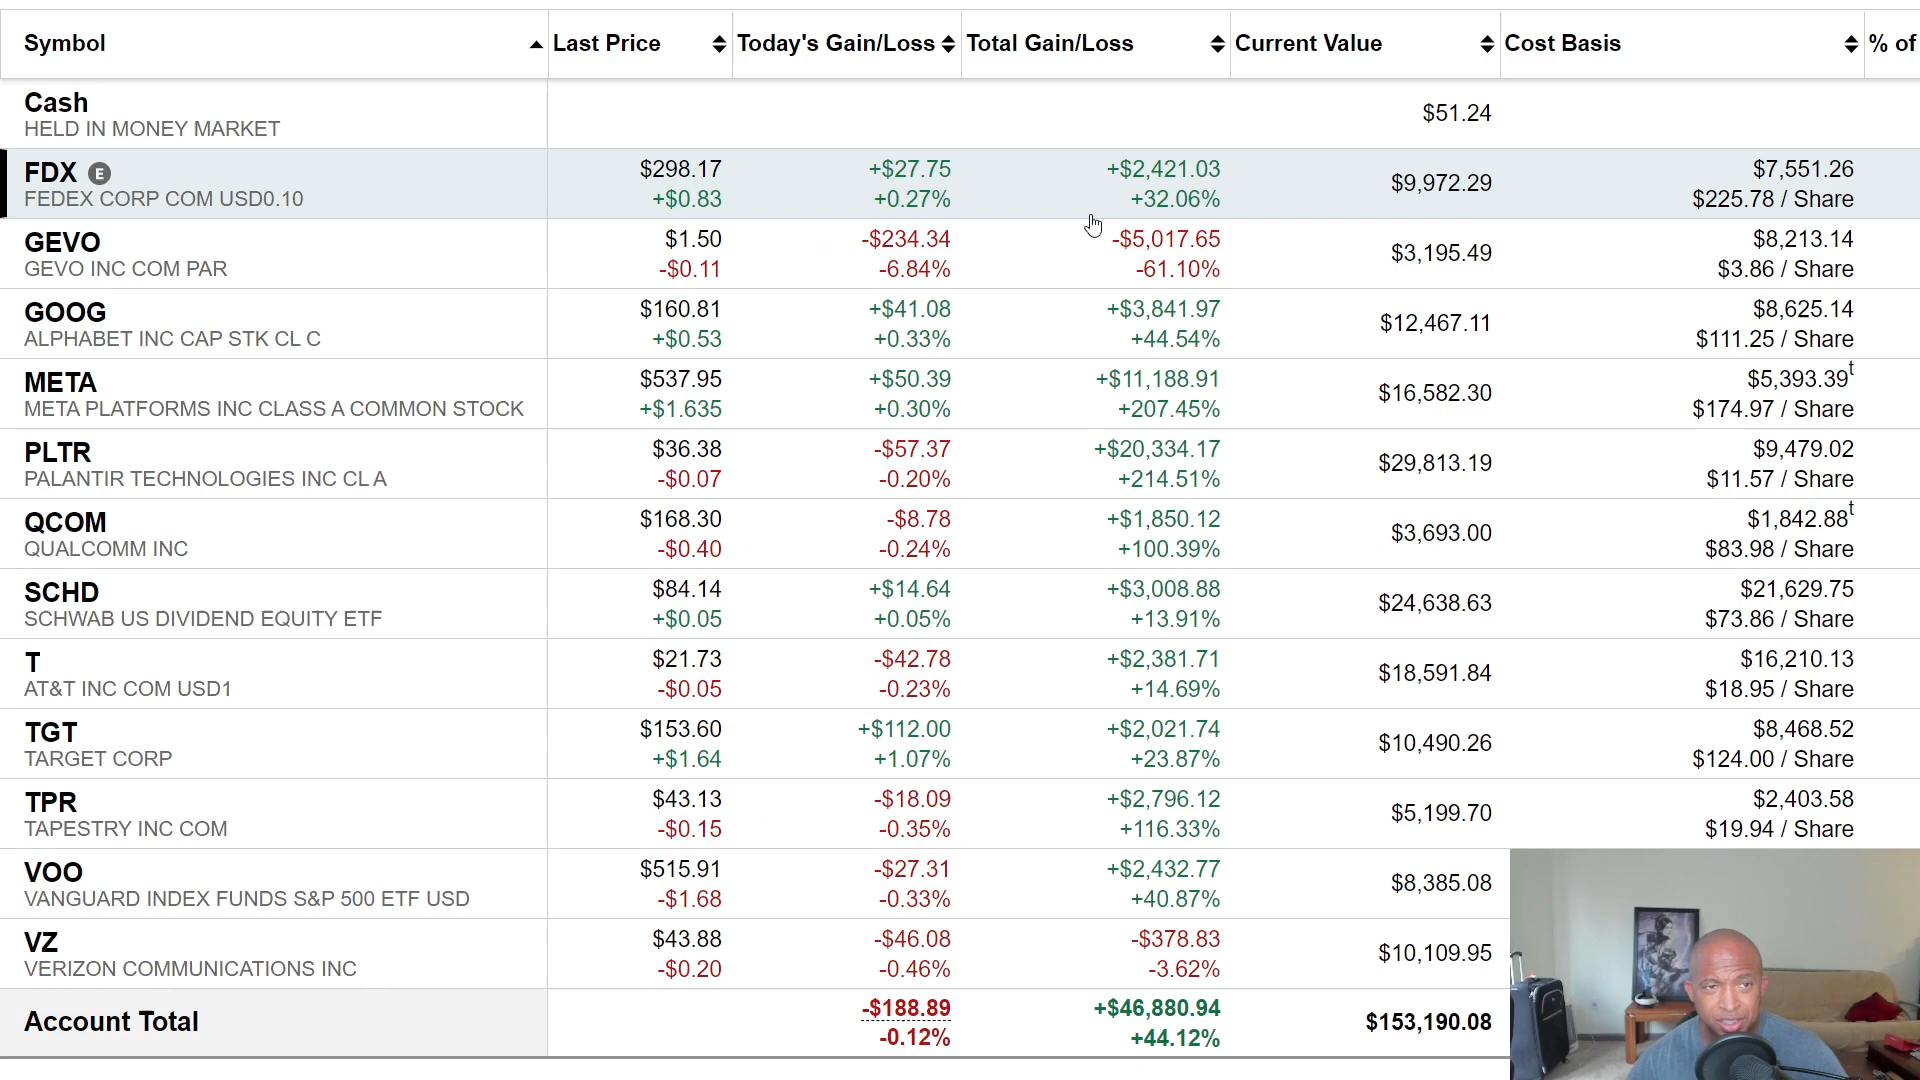 Symbol Last Price Today's Gain/Loss Total Gain/Loss Current Value Cost Basis % of
Cash
HELD IN MONEY MARKET
$51.24
FDX E
FEDEX CORP COM USD0.10
$298.17 +$27.75 +$2,421.03 $9,972.29 $7,551.26
+$0.83 +0.27% +32.06% $225.78 / Share
GEVO
GEVO INC COM PAR
$1.50 -$234.34 -$5,017.65 $3,195.49 $8,213.14
-$0.11 -6.84% -61.10% $3.86 / Share
GOOG
ALPHABET INC CAP STK CL C
$160.81 +$41.08 +$3,841.97 $12,467.11 $8,625.14
+$0.53 +0.33% +44.54% $111.25 / Share
META
META PLATFORMS INC CLASS A COMMON STOCK
$537.95 +$50.39 +$11,188.91 $16,582.30 $5,393.39t
+$1.635 +0.30% +207.45% $174.97 / Share
PLTR
PALANTIR TECHNOLOGIES INC CL A
$36.38 -$57.37 +$20,334.17 $29,813.19 $9,479.02
-$0.07 -0.20% +214.51% $11.57 / Share
QCOM
QUALCOMM INC
$168.30 -$8.78 +$1,850.12 $3,693.00 $1,842.88t
-$0.40 -0.24% +100.39% $83.98 / Share
SCHD
SCHWAB US DIVIDEND EQUITY ETF
$84.14 +$14.64 +$3,008.88 $24,638.63 $21,629.75
+$0.05 +0.05% +13.91% $73.86 / Share
T
AT&T INC COM USD1
$21.73 -$42.78 +$2,381.71 $18,591.84 $16,210.13
-$0.05 -0.23% +14.69% $18.95 / Share
TGT
TARGET CORP
$153.60 +$112.00 +$2,021.74 $10,490.26 $8,468.52
+$1.64 +1.07% +23.87% $124.00 / Share
TPR
TAPESTRY INC COM
$43.13 -$18.09 +$2,796.12 $5,199.70 $2,403.58
-$0.15 -0.35% +116.33% $19.94 / Share
VOO
VANGUARD INDEX FUNDS S&P 500 ETF USD
$515.91 -$27.31 +$2,432.77 $8,385.08
-$1.68 -0.33% +40.87%
VZ
VERIZON COMMUNICATIONS INC
$43.88 -$46.08 -$378.83 $10,109.95
-$0.20 -0.46% -3.62%
Account Total
-$188.89 +$46,880.94 $153,190.08
-0.12% +44.12%